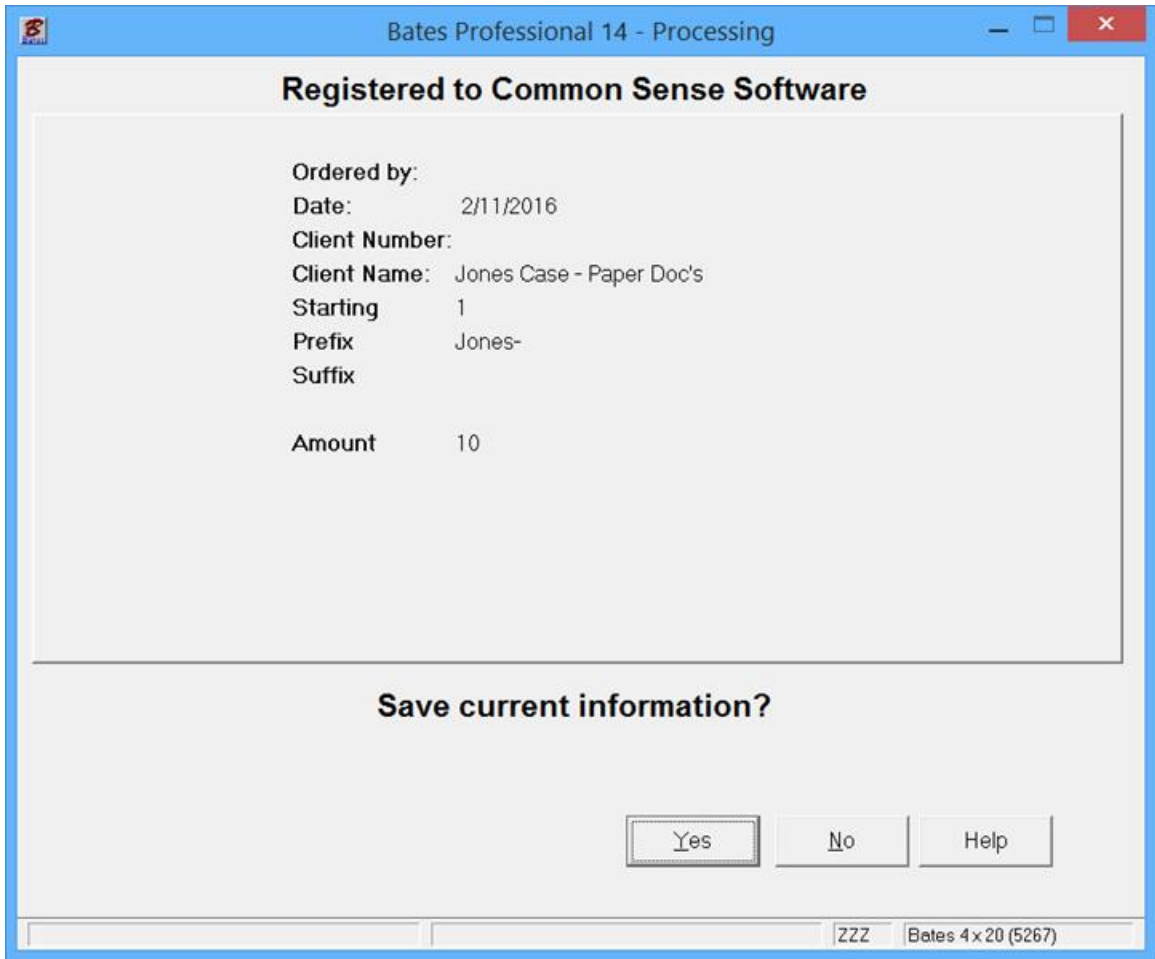 Bates Professional 14 - Processing
Registered to Common Sense Software
Ordered by:
Date: 2/11/2016
Client Number:
Client Name: Jones Case - Paper Doc's
Starting 1
Prefix Jones-
Suffix
Amount 10
Save current information?
Yes No Help
ZZZ Bates 4 x 20 (5267)